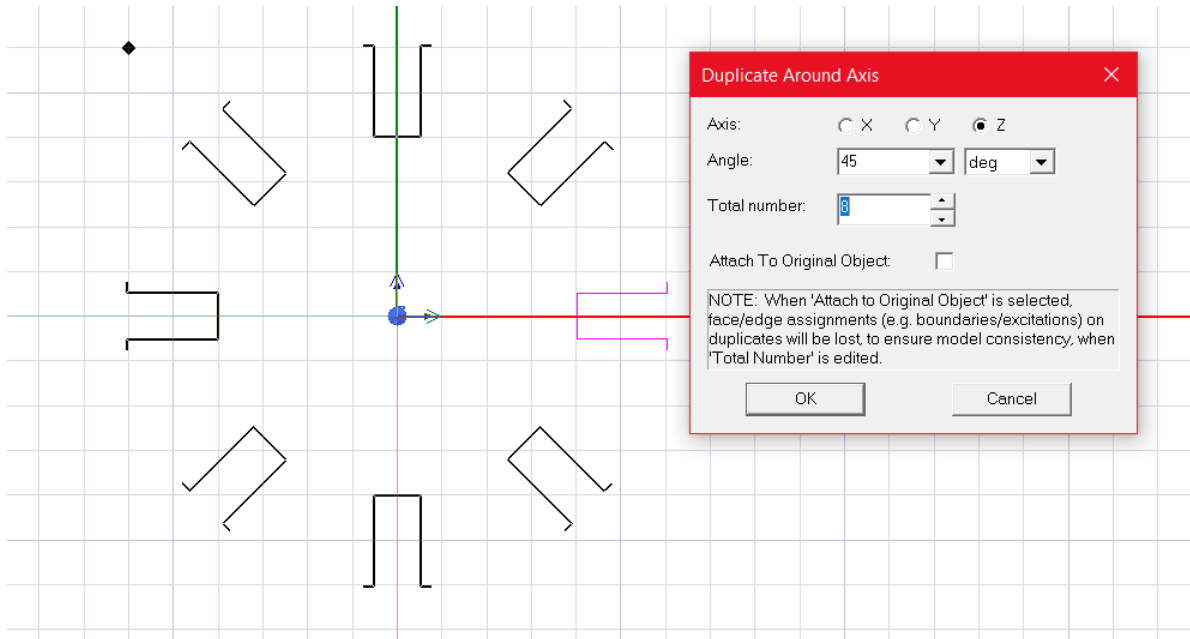 Duplicate Around Axis
Axis: X Y Z
Angle: 45 deg
Total number: 8
Attach To Original Object:
NOTE: When 'Attach to Original Object' is selected,
face/edge assignments (e.g. boundaries/excitations) on
duplicates will be lost, to ensure model consistency, when
'Total Number' is edited.
OK Cancel